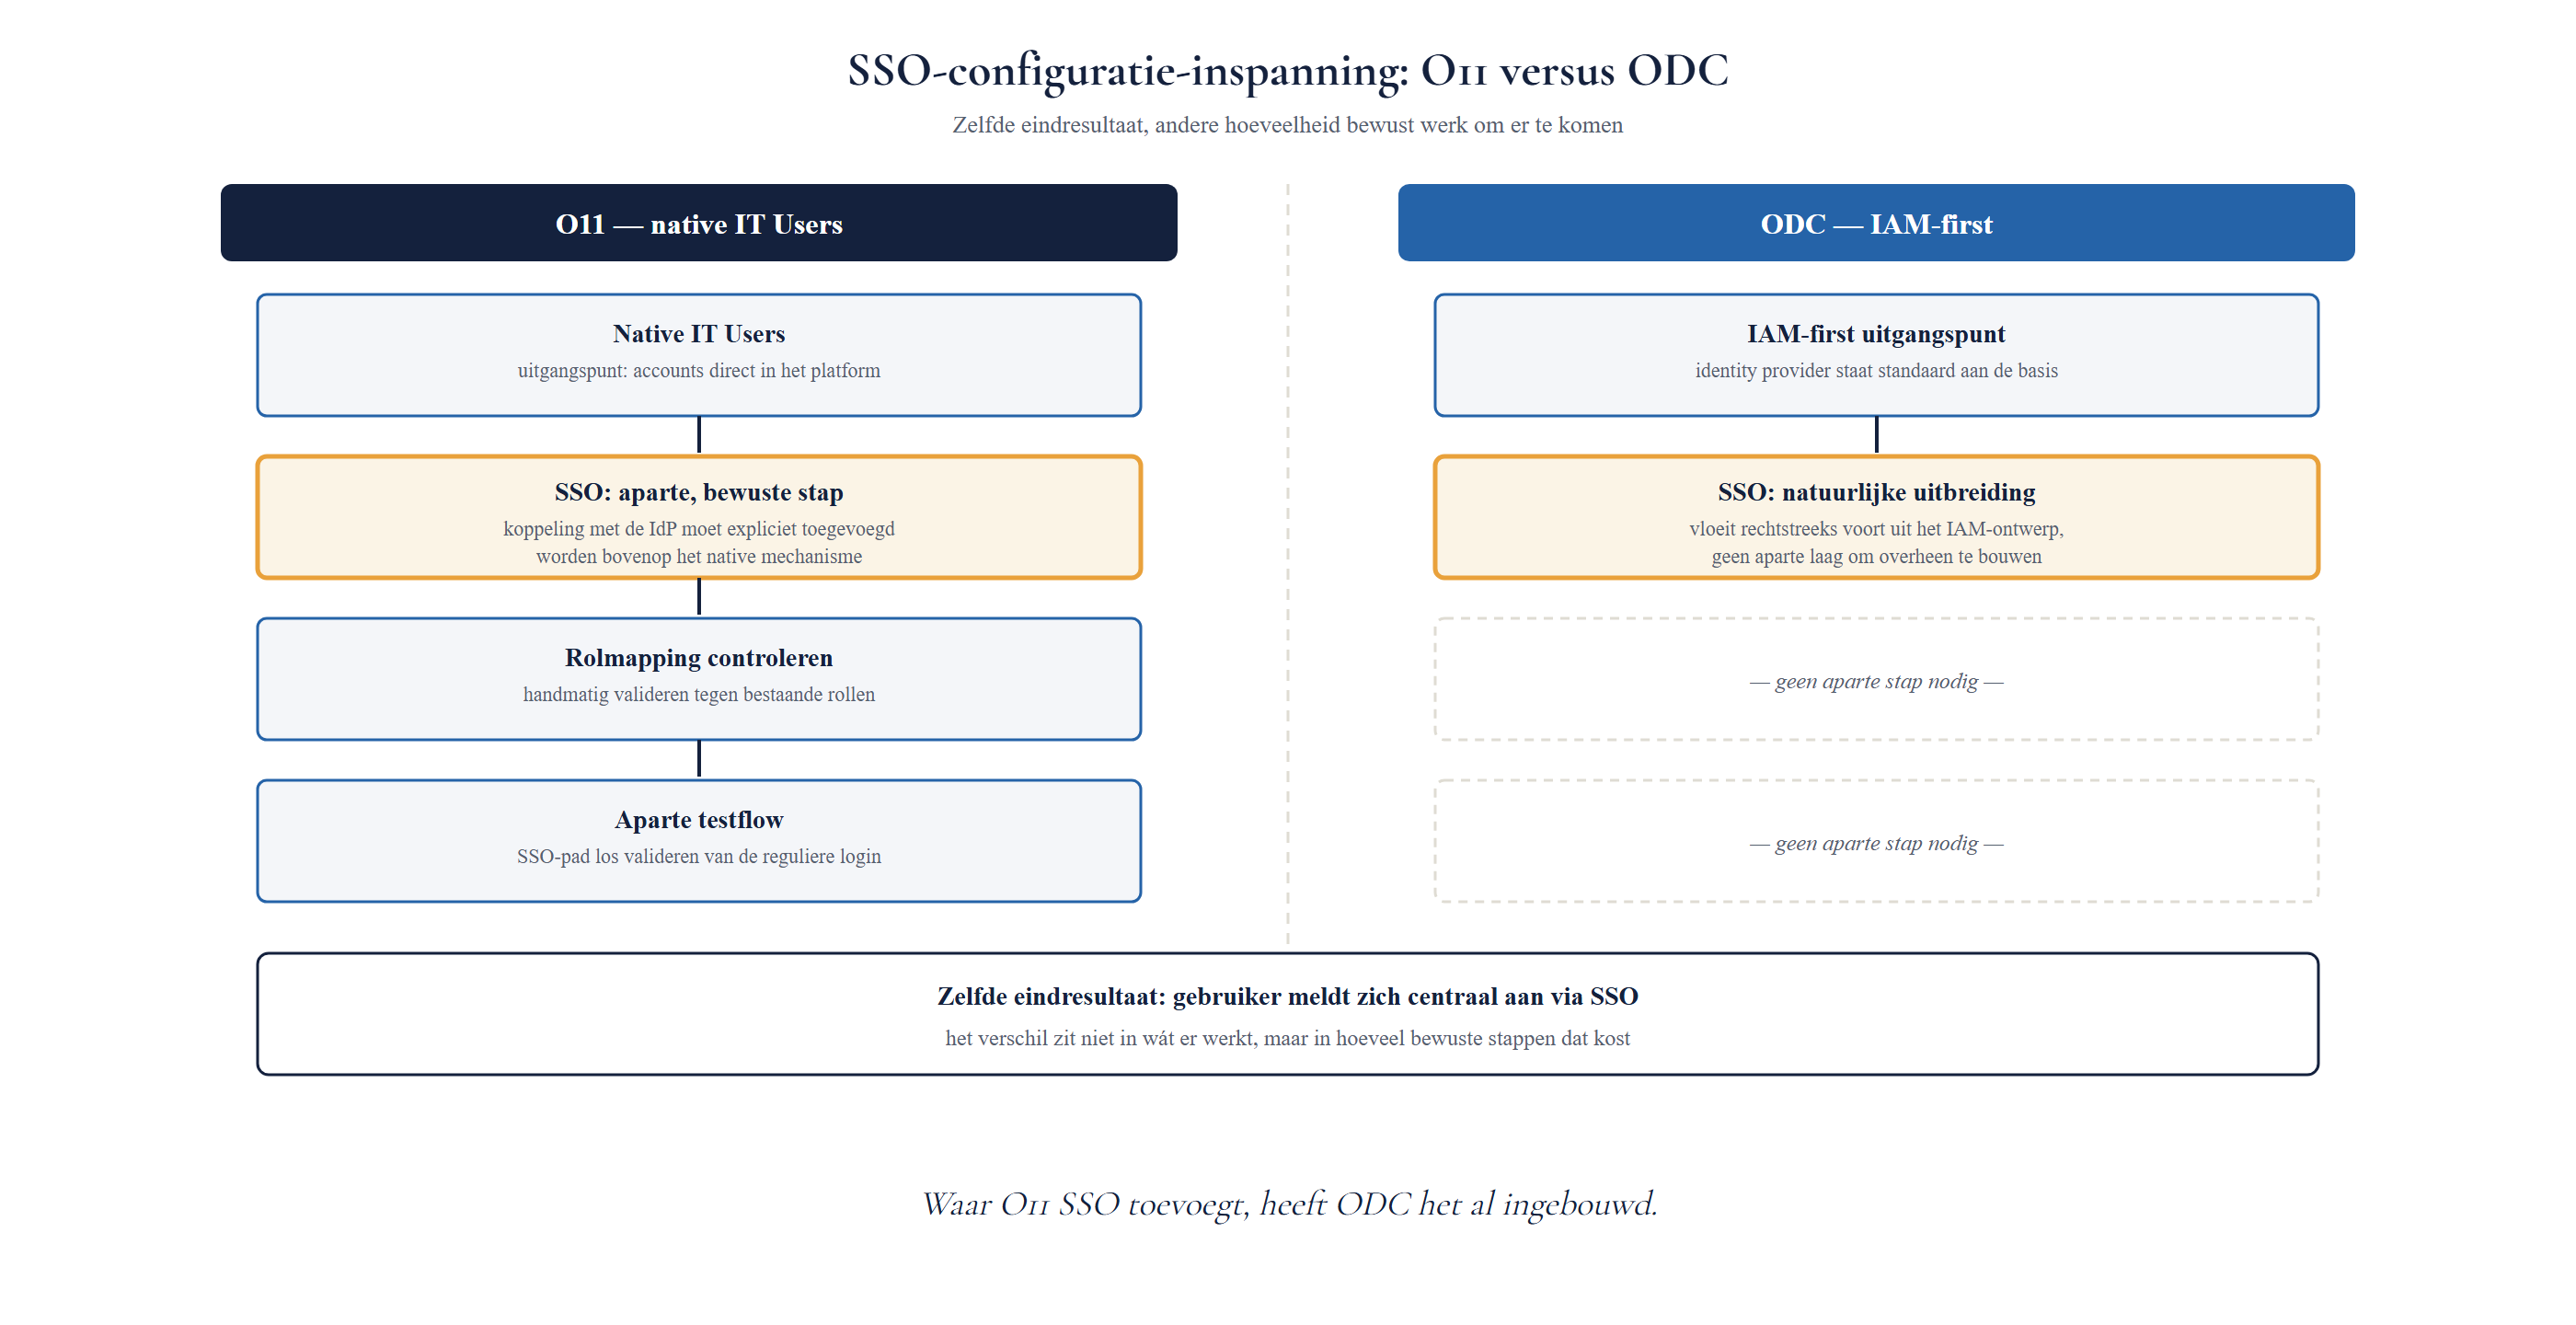 SSO-configuratie-inspanning: O11 versus ODC
Zelfde eindresultaat, andere hoeveelheid bewust werk om er te komen
O11 — native IT Users
Native IT Users
uitgangspunt: accounts direct in het platform
SSO: aparte, bewuste stap
koppeling met de IdP moet expliciet toegevoegd
worden bovenop het native mechanisme
Rolmapping controleren
handmatig valideren tegen bestaande rollen
Aparte testflow
SSO-pad los valideren van de reguliere login
ODC — IAM-first
IAM-first uitgangspunt
identity provider staat standaard aan de basis
SSO: natuurlijke uitbreiding
vloeit rechtstreeks voort uit het IAM-ontwerp,
geen aparte laag om overheen te bouwen
— geen aparte stap nodig —
— geen aparte stap nodig —
Zelfde eindresultaat: gebruiker meldt zich centraal aan via SSO
het verschil zit niet in wát er werkt, maar in hoeveel bewuste stappen dat kost
Waar O11 SSO toevoegt, heeft ODC het al ingebouwd.